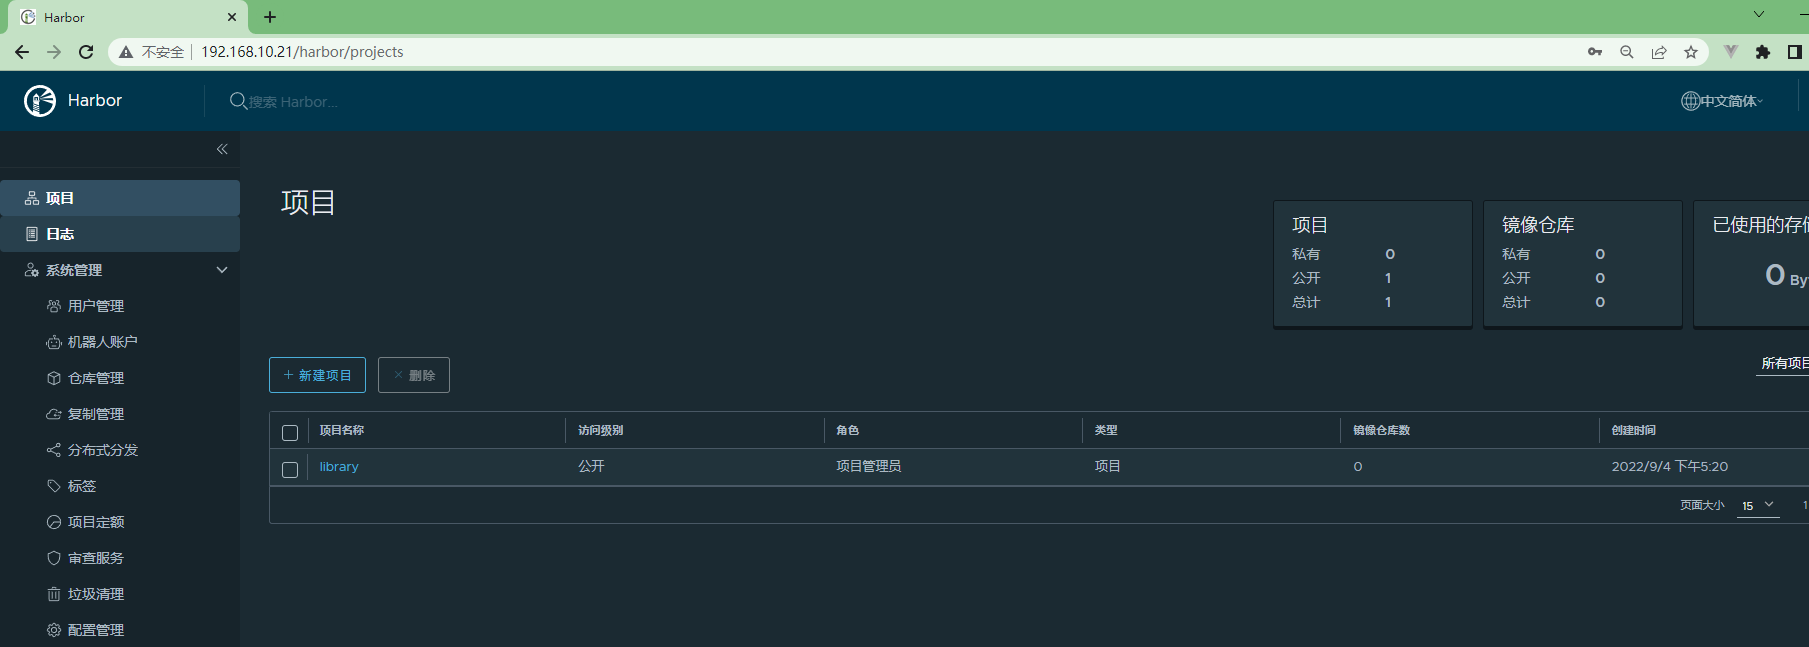 Harbor
不安全 192.168.10.21/harbor/projects
Harbor
搜索 Harbor...
中文简体
项目
日志
系统管理
用户管理
机器人账户
仓库管理
复制管理
分布式分发
标签
项目定额
审查服务
垃圾清理
配置管理
项目
项目
私有 0
公开 1
总计 1
镜像仓库
私有 0
公开 0
总计 0
已使用的存储
0 By
+ 新建项目
× 删除
所有项目
项目名称 访问级别 角色 类型 镜像仓库数 创建时间
library 公开 项目管理员 项目 0 2022/9/4 下午5:20
页面大小 15 1